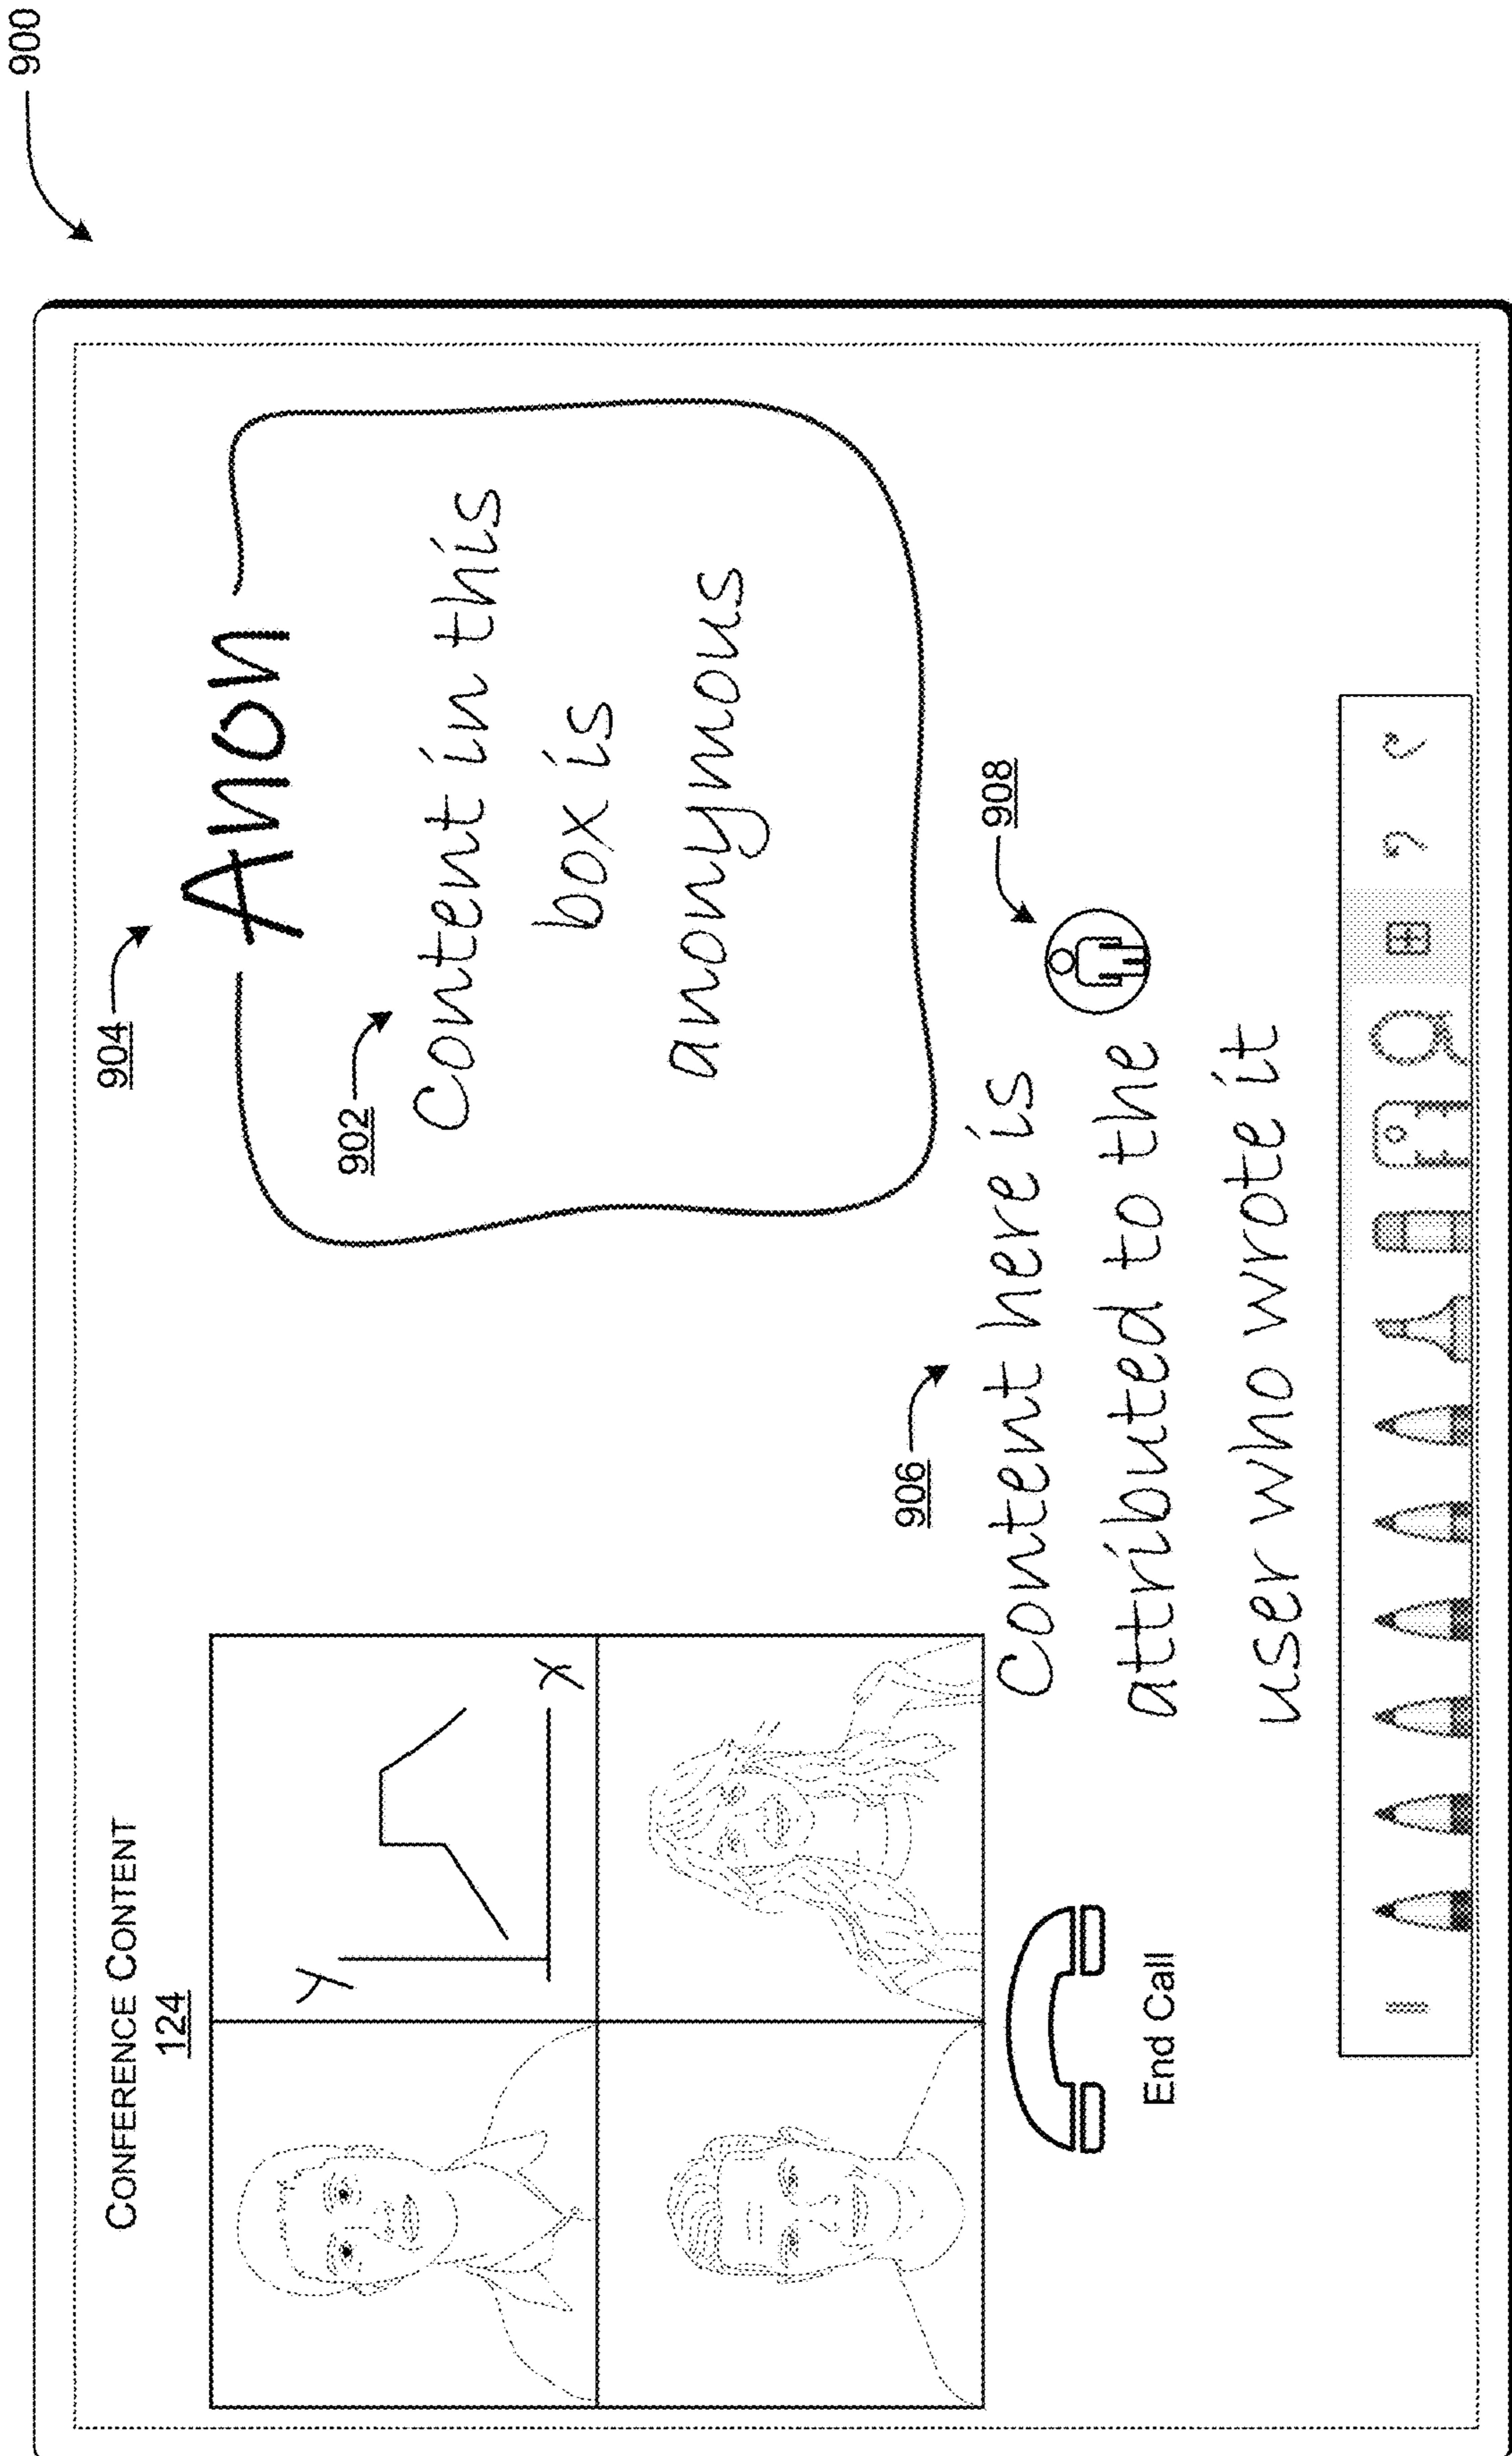 900
CONFERENCE CONTENT
124
Y
X
End Call
904
Anon
902
Content in this
box is
anonymous
906
Content here is
attributed to the
user who wrote it
908